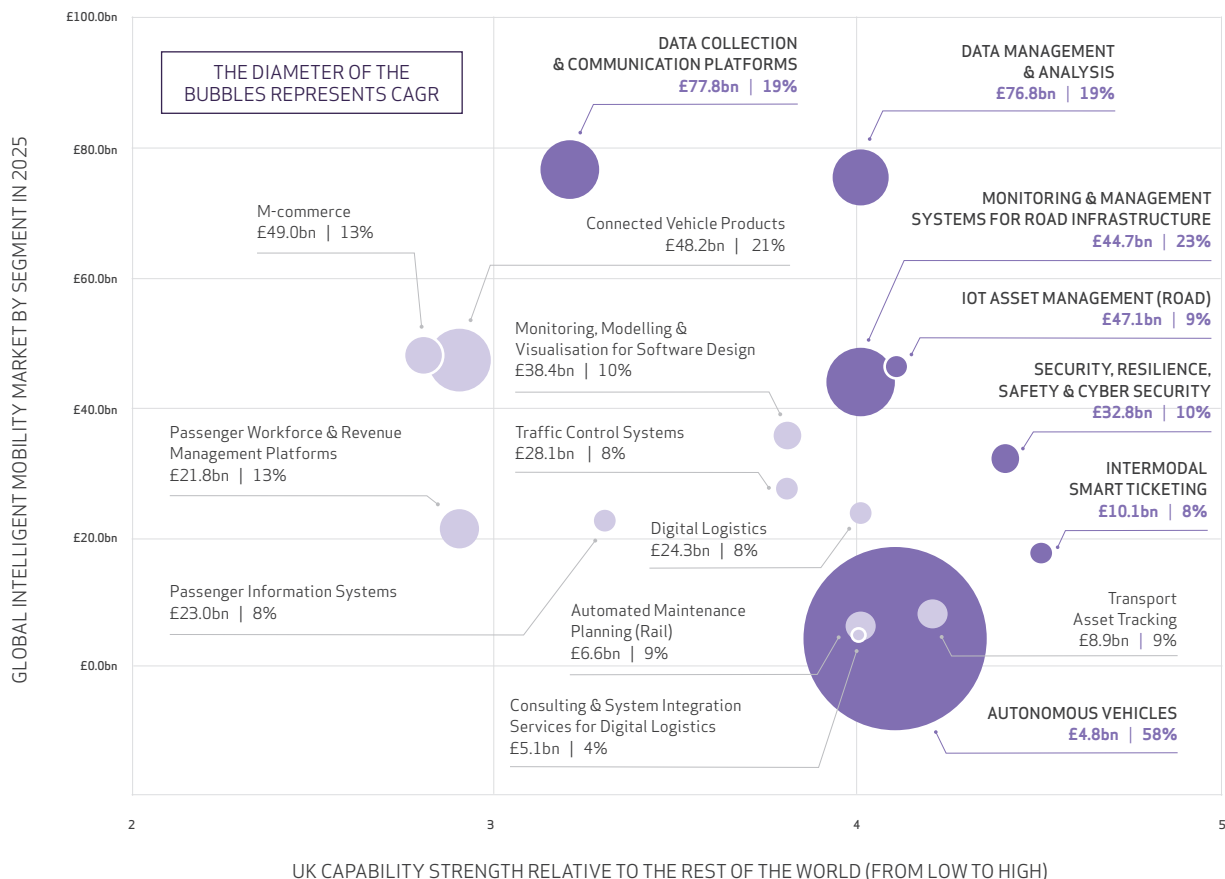 GLOBAL INTELLIGENT MOBILITY MARKET BY SEGMENT IN 2025
£100.0bn
£80.0bn
£60.0bn
£40.0bn
£20.0bn
£0.0bn
THE DIAMETER OF THE
BUBBLES REPRESENTS CAGR
DATA COLLECTION
& COMMUNICATION PLATFORMS
£77.8bn | 19%
DATA MANAGEMENT
& ANALYSIS
£76.8bn | 19%
M-commerce
£49.0bn | 13%
Connected Vehicle Products
£48.2bn | 21%
MONITORING & MANAGEMENT
SYSTEMS FOR ROAD INFRASTRUCTURE
£44.7bn | 23%
IOT ASSET MANAGEMENT (ROAD)
£47.1bn | 9%
Monitoring, Modelling &
Visualisation for Software Design
£38.4bn | 10%
SECURITY, RESILIENCE,
SAFETY & CYBER SECURITY
£32.8bn | 10%
Passenger Workforce & Revenue
Management Platforms
£21.8bn | 13%
Traffic Control Systems
£28.1bn | 8%
INTERMODAL
SMART TICKETING
£10.1bn | 8%
Digital Logistics
£24.3bn | 8%
Passenger Information Systems
£23.0bn | 8%
Automated Maintenance
Planning (Rail)
£6.6bn | 9%
Transport
Asset Tracking
£8.9bn | 9%
Consulting & System Integration
Services for Digital Logistics
£5.1bn | 4%
AUTONOMOUS VEHICLES
£4.8bn | 58%
2
3
4
5
UK CAPABILITY STRENGTH RELATIVE TO THE REST OF THE WORLD (FROM LOW TO HIGH)